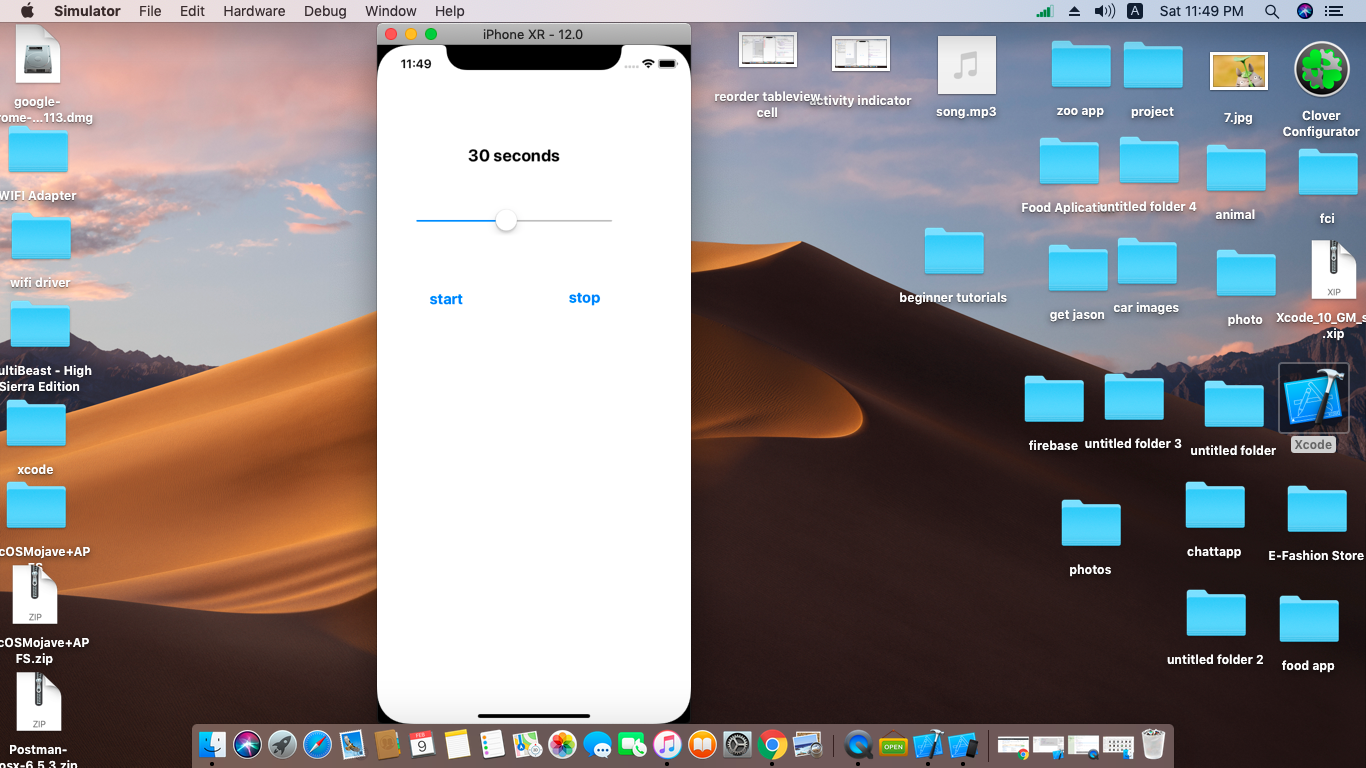 Simulator File Edit Hardware Debug Window Help
A Sat 11:49 PM
iPhone XR - 12.0
11:49
30 seconds
start
stop
google-
rome-...113.dmg
WIFI Adapter
wifi driver
ultiBeast - High
Sierra Edition
xcode
cOSMojave+AP
ZIP
cOSMojave+AP
FS.zip
ZIP
Postman-
osx-6.5.3.zip
reorder tableview
cell
activity indicator
song.mp3
zoo app
project
7.jpg
Clover
Configurator
Food Aplication
untitled folder 4
animal
fci
beginner tutorials
get jason
car images
photo
XIP
Xcode_10_GM_s
.xip
firebase
untitled folder 3
untitled folder
Xcode
photos
chattapp
E-Fashion Store
untitled folder 2
food app
FEB
9
OPEN